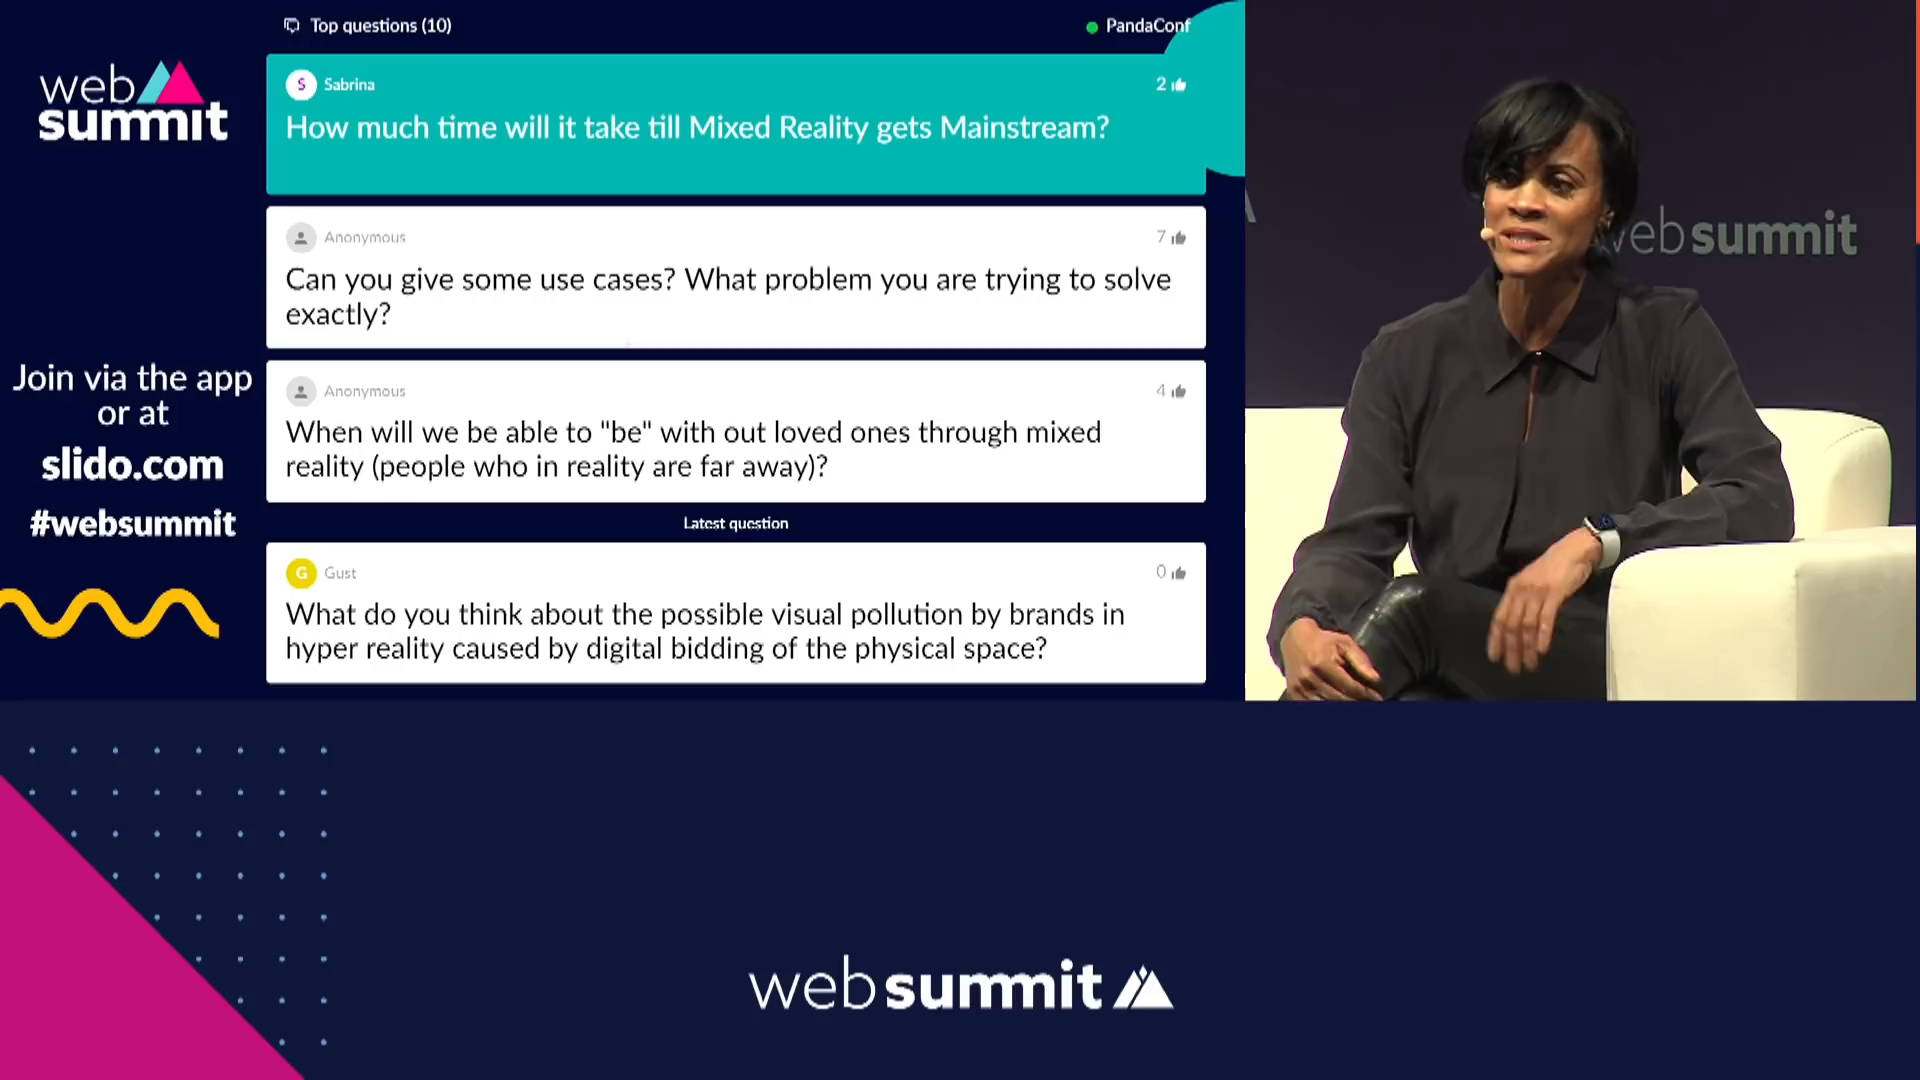 Top questions (10)
PandaConf
web
summit
S
Sabrina
2
How much time will it take till Mixed Reality gets Mainstream?
Anonymous
7
Can you give some use cases? What problem you are trying to solve
exactly?
Join via the app
or at
slido.com
#websummit
Anonymous
4
When will we be able to "be" with out loved ones through mixed
reality (people who in reality are far away)?
Latest question
G
Gust
0
What do you think about the possible visual pollution by brands in
hyper reality caused by digital bidding of the physical space?
web summit
web summit